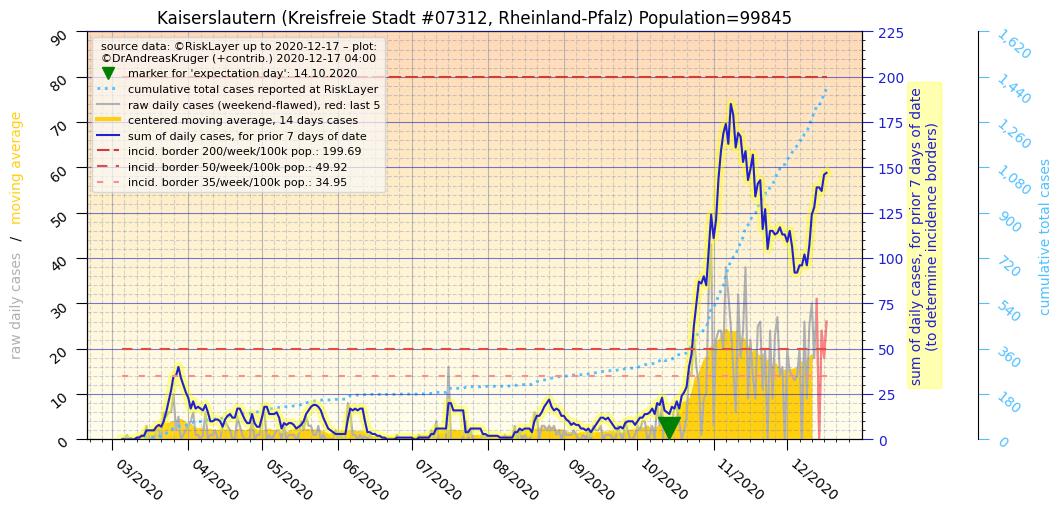 Kaiserslautern (Kreisfreie Stadt #07312, Rheinland-Pfalz) Population=99845
source data: ©RiskLayer up to 2020-12-17 – plot:
©DrAndreasKruger (+contrib.) 2020-12-17 04:00
marker for 'expectation day': 14.10.2020
cumulative total cases reported at RiskLayer
raw daily cases (weekend-flawed), red: last 5
centered moving average, 14 days cases
sum of daily cases, for prior 7 days of date
incid. border 200/week/100k pop.: 199.69
incid. border 50/week/100k pop.: 49.92
incid. border 35/week/100k pop.: 34.95
raw daily cases / moving average
90
80
70
60
50
40
30
20
10
0
03/2020
04/2020
05/2020
06/2020
07/2020
08/2020
09/2020
10/2020
11/2020
12/2020
225
200
175
150
125
100
75
50
25
0
sum of daily cases, for prior 7 days of date
(to determine incidence borders)
1,620
1,440
1,260
1,080
900
720
540
360
180
0
cumulative total cases